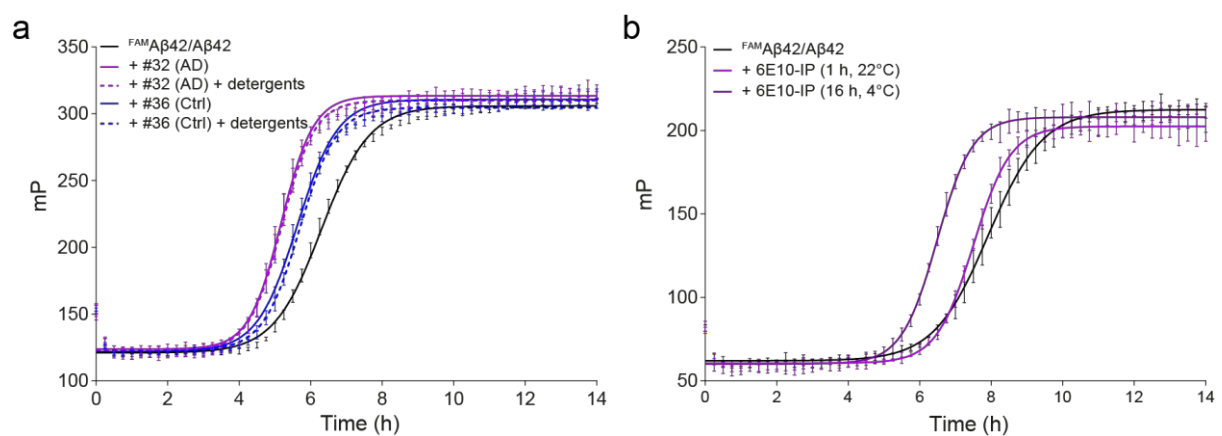 a
350
300
250
200
150
100
mP
0 2 4 6 8 10 12 14
Time (h)
FAMAβ42/Aβ42
+ #32 (AD)
+ #32 (AD) + detergents
+ #36 (Ctrl)
+ #36 (Ctrl) + detergents
b
250
200
150
100
50
mP
0 2 4 6 8 10 12 14
Time (h)
FAMAβ42/Aβ42
+ 6E10-IP (1 h, 22°C)
+ 6E10-IP (16 h, 4°C)